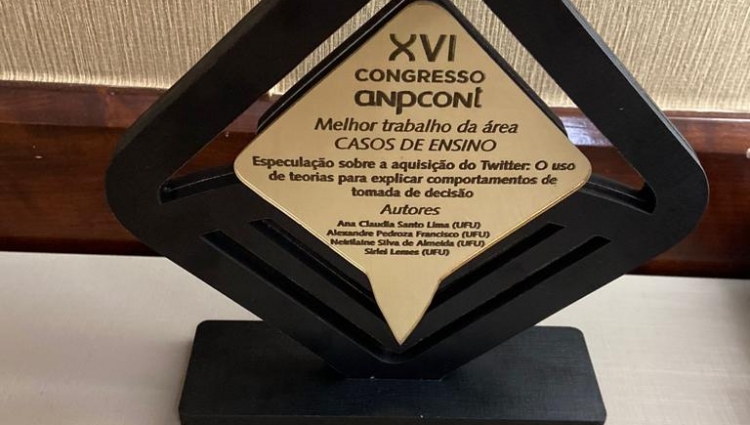 XVI
CONGRESSO
anpcont
Melhor trabalho da área
CASOS DE ENSINO
Especulação sobre a aquisição do Twitter: O uso
de teorias para explicar comportamentos de
tomada de decisão
Autores
Ana Claudia Santo Lima (UFU)
Alexandre Pedroza Francisco (UFU)
Neirilaine Silva de Almeida (UFU)
Sirlei Lemes (UFU)